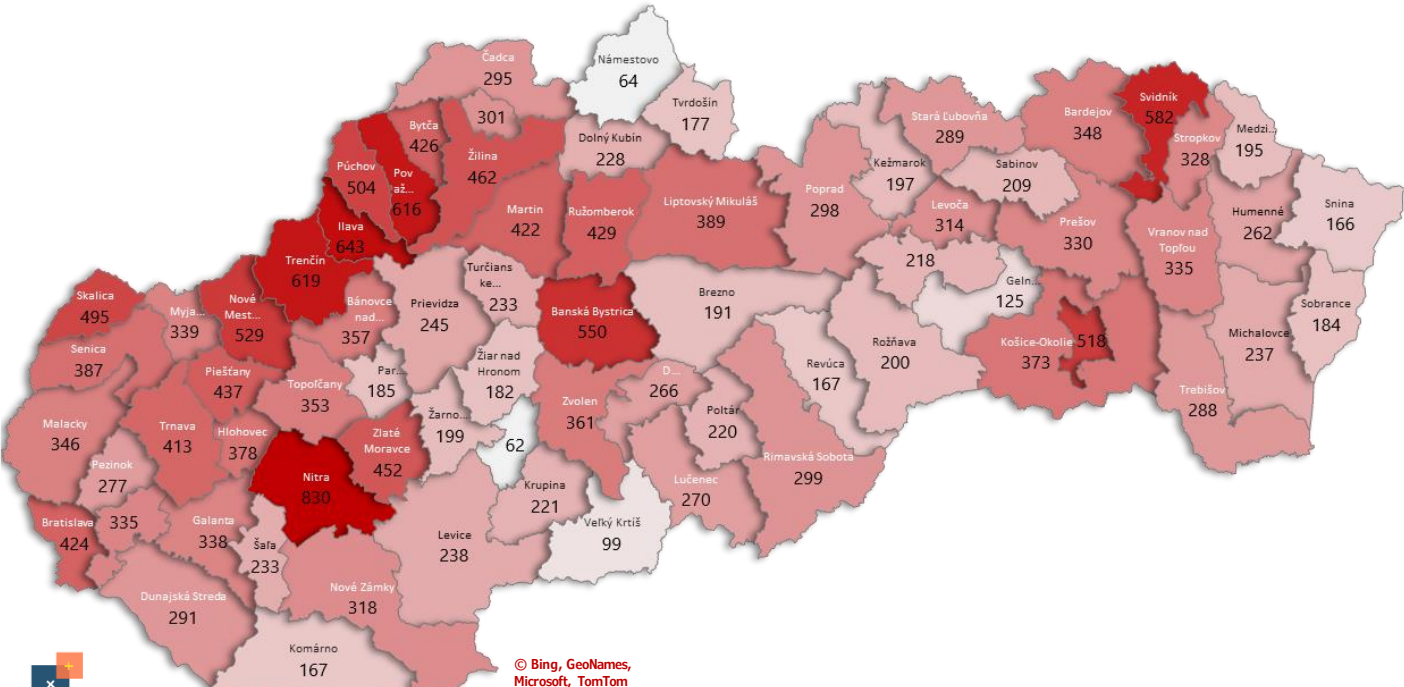 Námestovo
64
Čadca
295
Tvrdošín
177
301
Bytča
426
Dolný Kubín
228
Žilina
462
Púchov
504
Pov
až...
616
Ilava
643
Martin
422
Ružomberok
429
Liptovský Mikuláš
389
Poprad
298
Kežmarok
197
Stará Ľubovňa
289
Sabinov
209
Levoča
314
Bardejov
348
Svidník
582
Stropkov
328
Medzi...
195
Prešov
330
Vranov nad
Topľou
335
Humenné
262
Snina
166
Trenčín
619
Skalica
495
Myja...
339
Nové
Mest...
529
Bánovce
nad...
357
Prievidza
245
Turčians
ke...
233
Banská Bystrica
550
Brezno
191
218
Geln...
125
Košice-Okolie
373
518
Michalovce
237
Sobrance
184
Trebišov
288
Senica
387
Piešťany
437
Topoľčany
353
Par...
185
Žiar nad
Hronom
182
Žarno...
199
62
Zvolen
361
D...
266
Poltár
220
Revúca
167
Rožňava
200
Rimavská Sobota
299
Lučenec
270
Malacky
346
Trnava
413
Hlohovec
378
Zlaté
Moravce
452
Nitra
830
Pezinok
277
Bratislava
424
335
Galanta
338
Šaľa
233
Levice
238
Krupina
221
Veľký Krtíš
99
Dunajská Streda
291
Nové Zámky
318
Komárno
167
© Bing, GeoNames,
Microsoft, TomTom